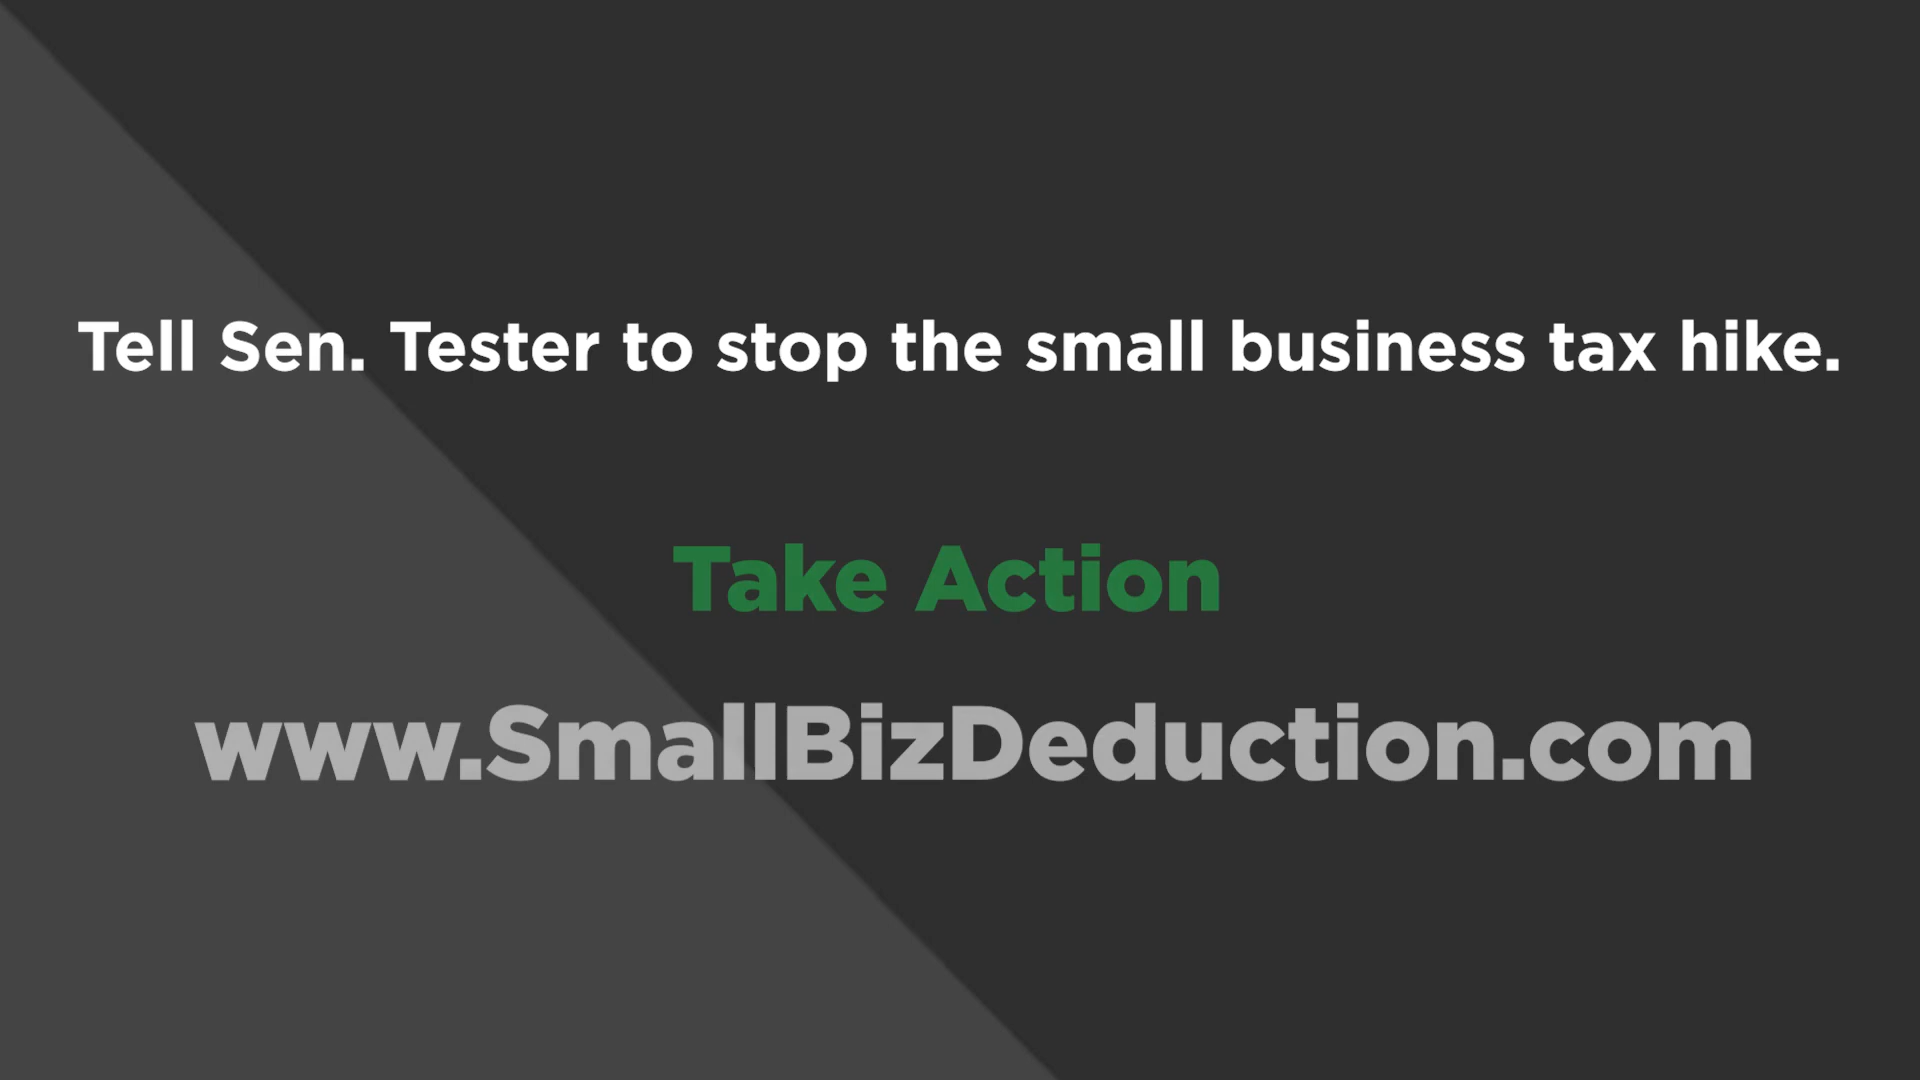 Tell Sen. Tester to stop the small business tax hike.
Take Action
www.SmallBizDeduction.com